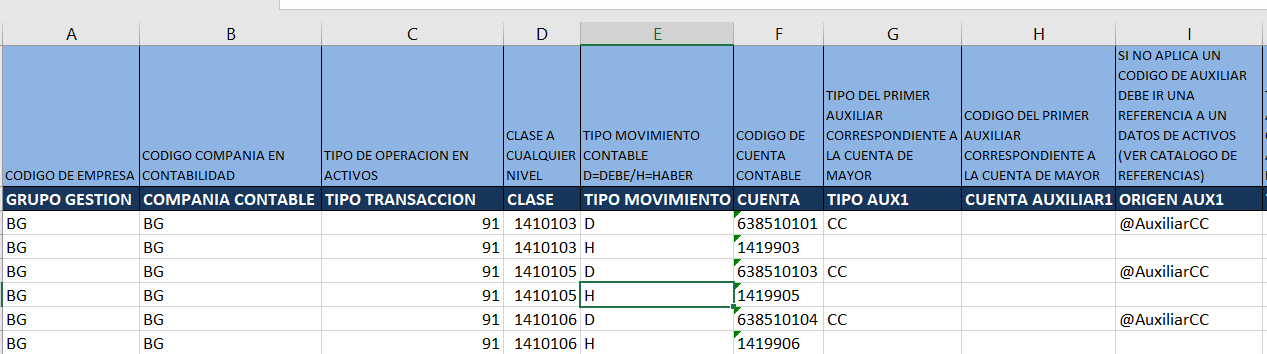 A B C D E F G H I
CODIGO DE EMPRESA
CODIGO COMPANIA EN
CONTABILIDAD
TIPO DE OPERACION EN
ACTIVOS
CLASE A
CUALQUIER
NIVEL
TIPO MOVIMIENTO
CONTABLE
D=DEBE/H=HABER
CODIGO DE
CUENTA
CONTABLE
TIPO DEL PRIMER
AUXILIAR
CORRESPONDIENTE A
LA CUENTA DE
MAYOR
CODIGO DEL PRIMER
AUXILIAR
CORRESPONDIENTE A
LA CUENTA DE MAYOR
SI NO APLICA UN
CODIGO DE AUXILIAR
DEBE IR UNA
REFERENCIA A UN
DATOS DE ACTIVOS
(VER CATALOGO DE
REFERENCIAS)
GRUPO GESTION COMPANIA CONTABLE TIPO TRANSACCION CLASE TIPO MOVIMIENTO CUENTA TIPO AUX1 CUENTA AUXILIAR1 ORIGEN AUX1
BG BG 91 1410103 D 638510101 CC @AuxiliarCC
BG BG 91 1410103 H 1419903
BG BG 91 1410105 D 638510103 CC @AuxiliarCC
BG BG 91 1410105 H 1419905
BG BG 91 1410106 D 638510104 CC @AuxiliarCC
BG BG 91 1410106 H 1419906